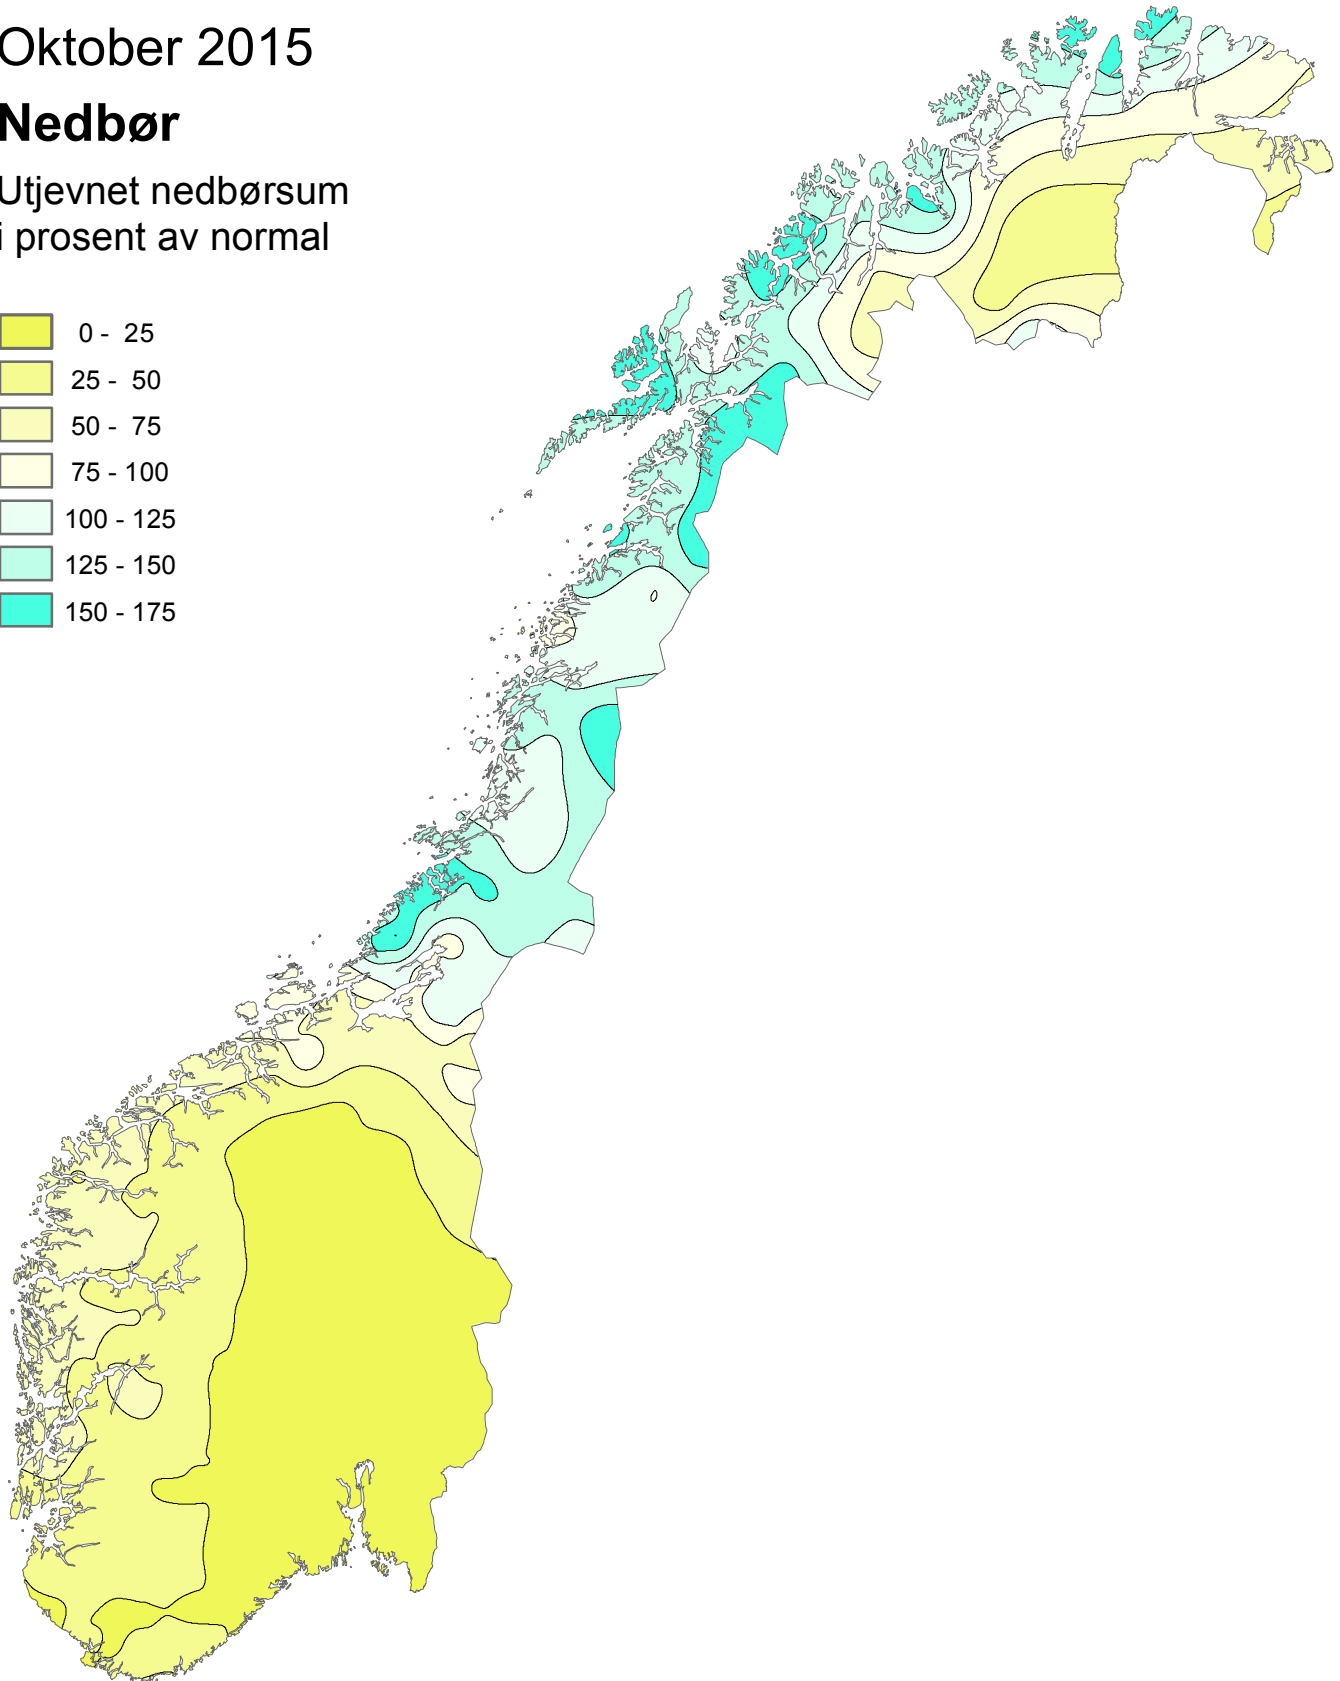 Oktober 2015
Nedbør
Utjevnet nedbørsum
i prosent av normal
0 - 25
25 - 50
50 - 75
75 - 100
100 - 125
125 - 150
150 - 175